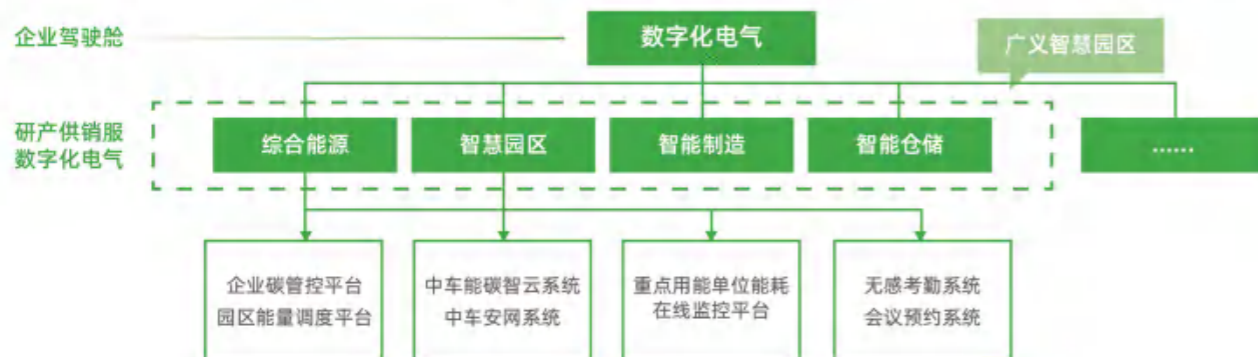 企业驾驶舱
数字化电气
广义智慧园区
研产供销服
数字化电气
综合能源
智慧园区
智能制造
智能仓储
......
企业碳管控平台
园区能量调度平台
中车能碳智云系统
中车安网系统
重点用能单位能耗
在线监控平台
无感考勤系统
会议预约系统